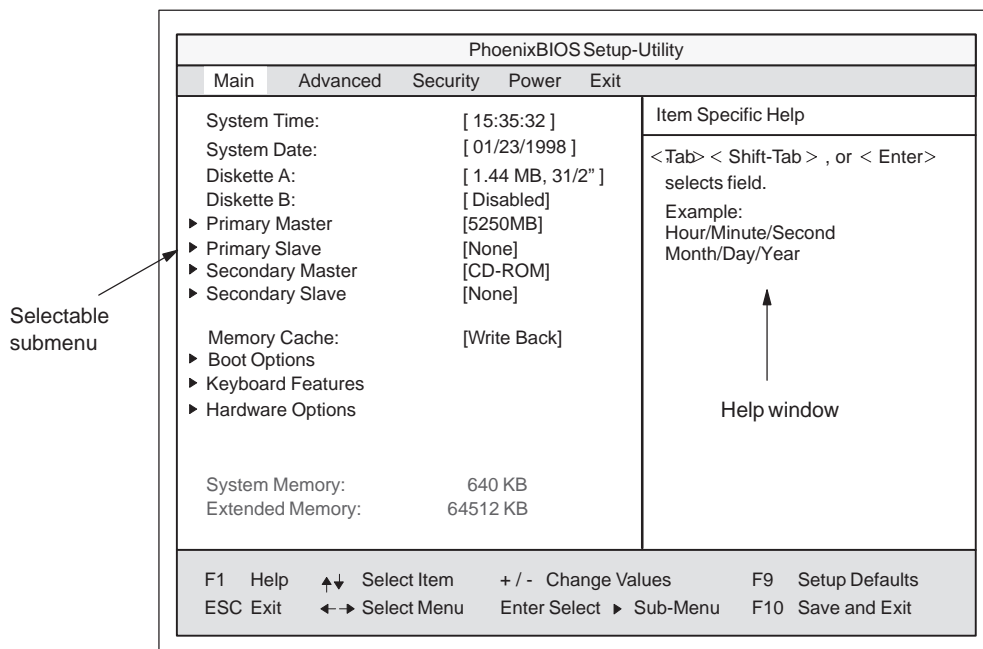 PhoenixBIOS Setup-Utility
Main Advanced Security Power Exit
System Time: [ 15:35:32 ]
System Date: [ 01/23/1998 ]
Diskette A: [ 1.44 MB, 31/2” ]
Diskette B: [ Disabled]
Primary Master [5250MB]
Primary Slave [None]
Secondary Master [CD-ROM]
Secondary Slave [None]
Memory Cache: [Write Back]
Boot Options
Keyboard Features
Hardware Options
System Memory: 640 KB
Extended Memory: 64512 KB
Item Specific Help
<Tab> < Shift-Tab > , or < Enter>
selects field.
Example:
Hour/Minute/Second
Month/Day/Year
Help window
Selectable
submenu
F1 Help Select Item + / - Change Values F9 Setup Defaults
ESC Exit Select Menu Enter Select Sub-Menu F10 Save and Exit